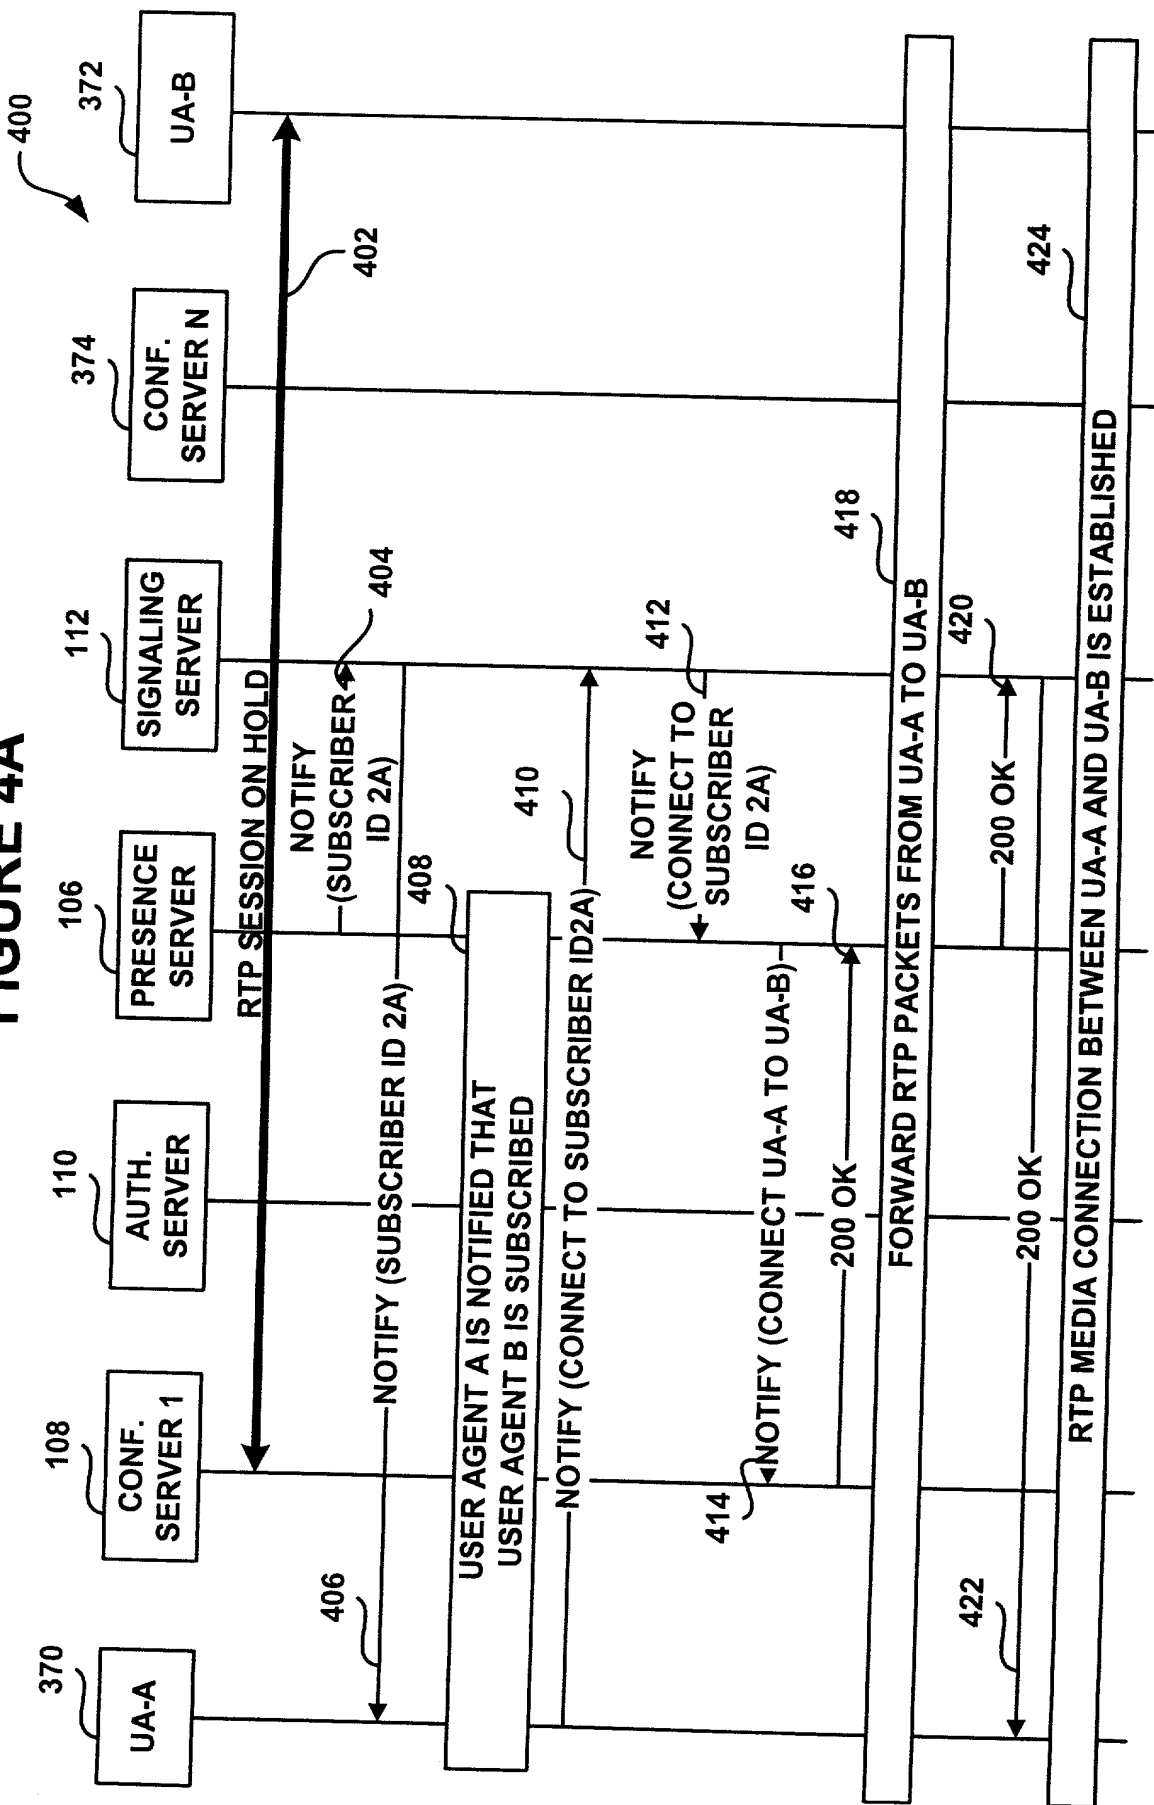 FIGURE 4A
400
370
108
110
106
112
374
372
UA-A
CONF.
SERVER 1
AUTH.
SERVER
PRESENCE
SERVER
SIGNALING
SERVER
CONF.
SERVER N
UA-B
RTP SESSION ON HOLD
402
NOTIFY
(SUBSCRIBER
ID 2A)
404
406
NOTIFY (SUBSCRIBER ID 2A)
408
USER AGENT A IS NOTIFIED THAT
USER AGENT B IS SUBSCRIBED
410
NOTIFY (CONNECT TO SUBSCRIBER ID2A)
412
NOTIFY
(CONNECT TO
SUBSCRIBER
ID 2A)
414
NOTIFY (CONNECT UA-A TO UA-B)
416
200 OK
418
FORWARD RTP PACKETS FROM UA-A TO UA-B
420
200 OK
422
200 OK
424
RTP MEDIA CONNECTION BETWEEN UA-A AND UA-B IS ESTABLISHED